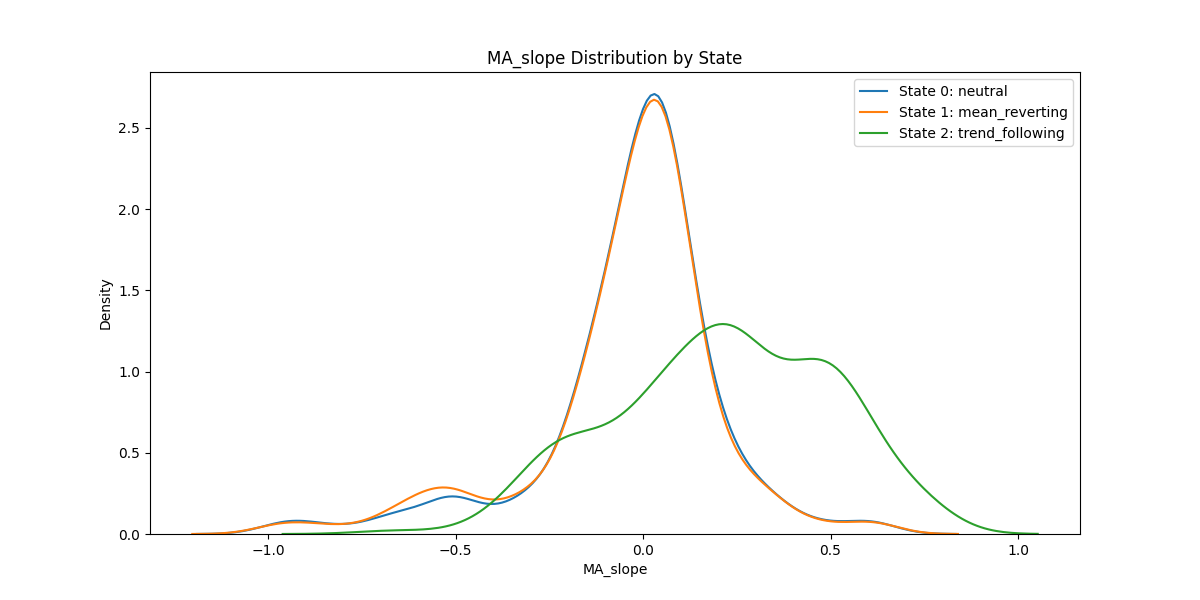 MA_slope Distribution by State
State 0: neutral
State 1: mean_reverting
State 2: trend_following
Density
2.5
2.0
1.5
1.0
0.5
0.0
−1.0
−0.5
0.0
0.5
1.0
MA_slope